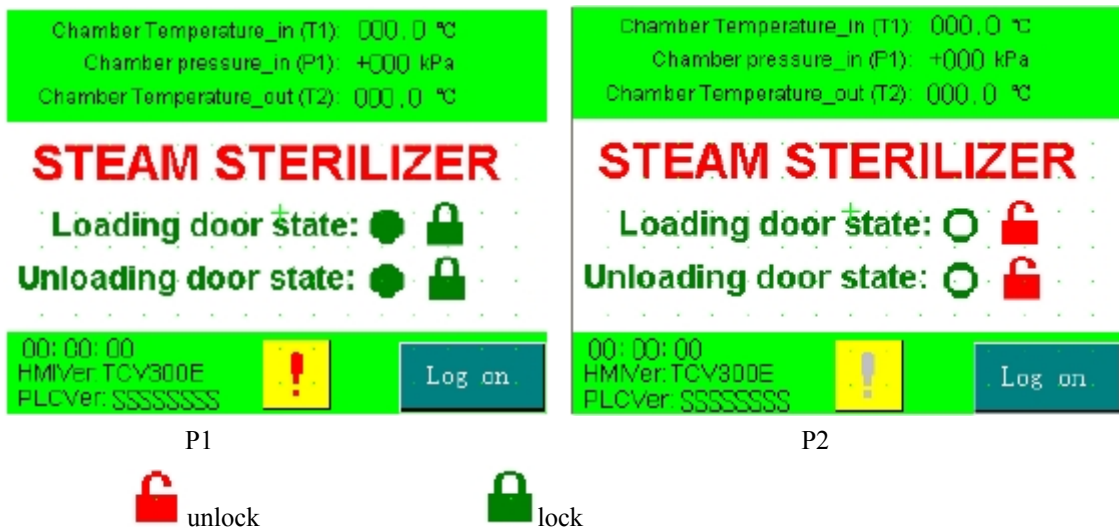 Chamber Temperature_in (T1): 000.0 ℃
Chamber pressure_in (P1): +000 kPa
Chamber Temperature_out (T2): 000.0 ℃
STEAM STERILIZER
Loading door state:
Unloading door state:
00:00:00
HMIVer:TCV300E
PLCVer:SSSSSSSS
!
Log on
P1
Chamber Temperature_in (T1): 000.0 ℃
Chamber pressure_in (P1): +000 kPa
Chamber Temperature_out (T2): 000.0 ℃
STEAM STERILIZER
Loading door state:
Unloading door state:
00:00:00
HMIVer:TCV300E
PLCVer:SSSSSSSS
!
Log on
P2
unlock
lock